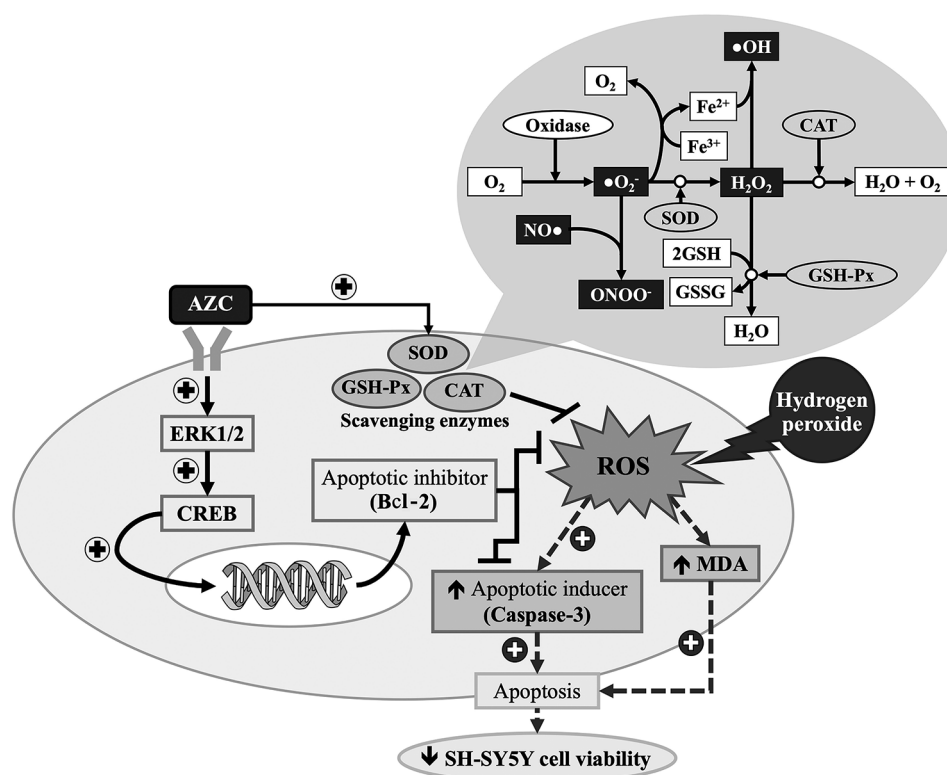 ●OH
O₂
Fe²⁺
Oxidase
Fe³⁺
CAT
O₂
●O₂⁻
H₂O₂
H₂O + O₂
SOD
NO●
2GSH
GSH-Px
ONOO⁻
GSSG
H₂O
AZC
SOD
GSH-Px
CAT
Scavenging enzymes
Hydrogen
peroxide
ERK1/2
ROS
Apoptotic inhibitor
(Bcl-2)
CREB
↑ MDA
↑ Apoptotic inducer
(Caspase-3)
Apoptosis
↓ SH-SY5Y cell viability